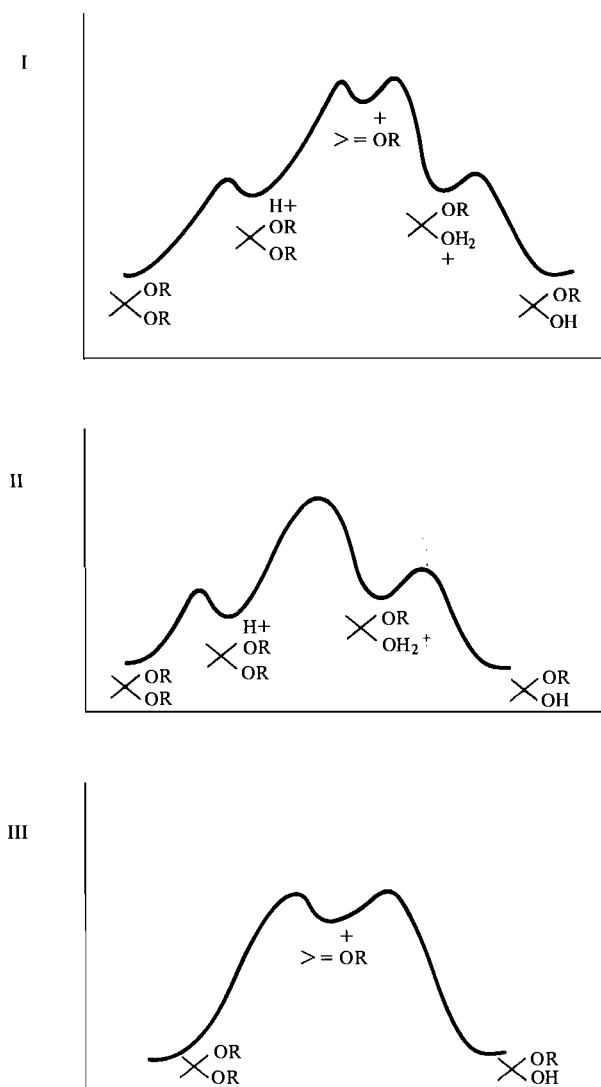 I
+
> = OR
H+
OR
OR
OR
OH₂
+
OR
OR
OR
OH
II
H+
OR
OR
OR
OH₂⁺
OR
OR
OR
OH
III
+
> = OR
OR
OR
OR
OH